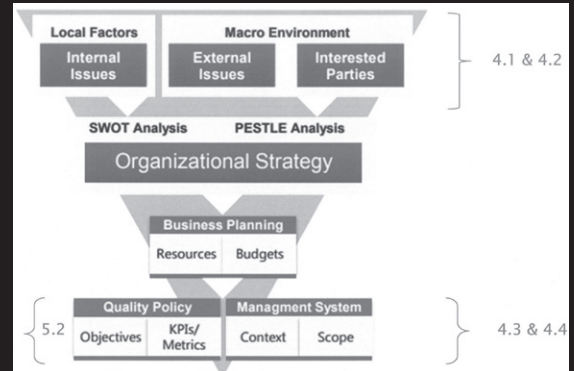 Local Factors Macro Environment
Internal Issues External Issues Interested Parties 4.1 & 4.2
SWOT Analysis PESTLE Analysis
Organizational Strategy
Business Planning
Resources Budgets
Quality Policy Managment System
5.2 Objectives KPIs/ Metrics Context Scope 4.3 & 4.4